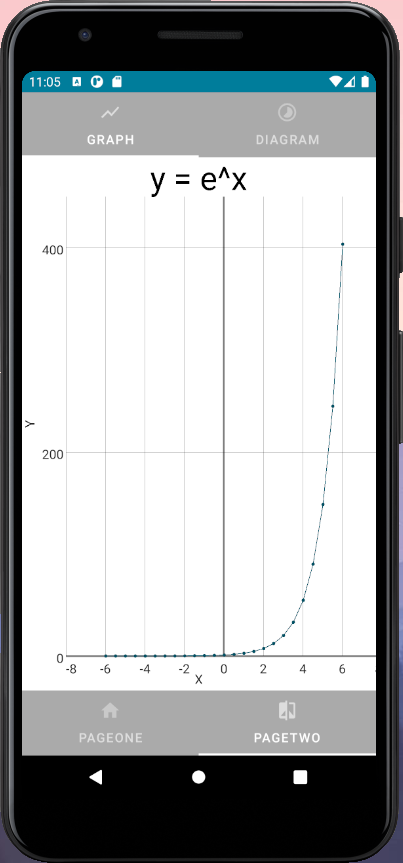 11:05
GRAPH DIAGRAM
y = e^x
400
Y
200
0
-8 -6 -4 -2 0 2 4 6
X
PAGEONE PAGETWO